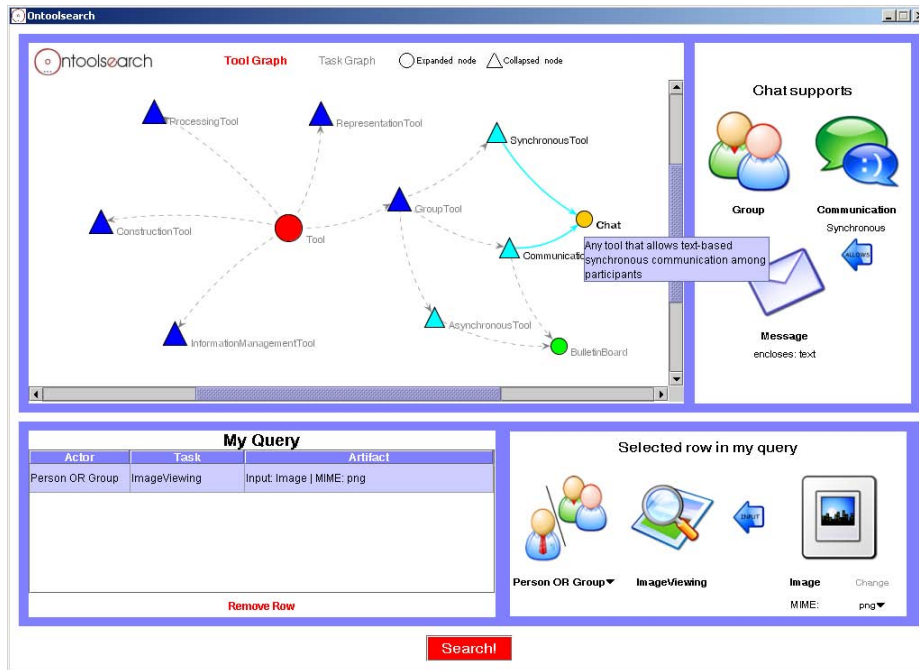 Ontoolsearch
ntoolsearch
Tool Graph
Task Graph
Expanded node
Collapsed node
ProcessingTool
RepresentationTool
SynchronousTool
GroupTool
ConstructionTool
Tool
Chat
Communicatio
Any tool that allows text-based
synchronous communication among
participants
AsynchronousTool
InformationManagementTool
BulletinBoard
Chat supports
Group
Communication
Synchronous
ALLOWS
Message
encloses: text
My Query
Actor Task Artifact
Person OR Group ImageViewing Input: Image | MIME: png
Remove Row
Selected row in my query
INPUT
Person OR Group
ImageViewing
Image Change
MIME: png
Search!